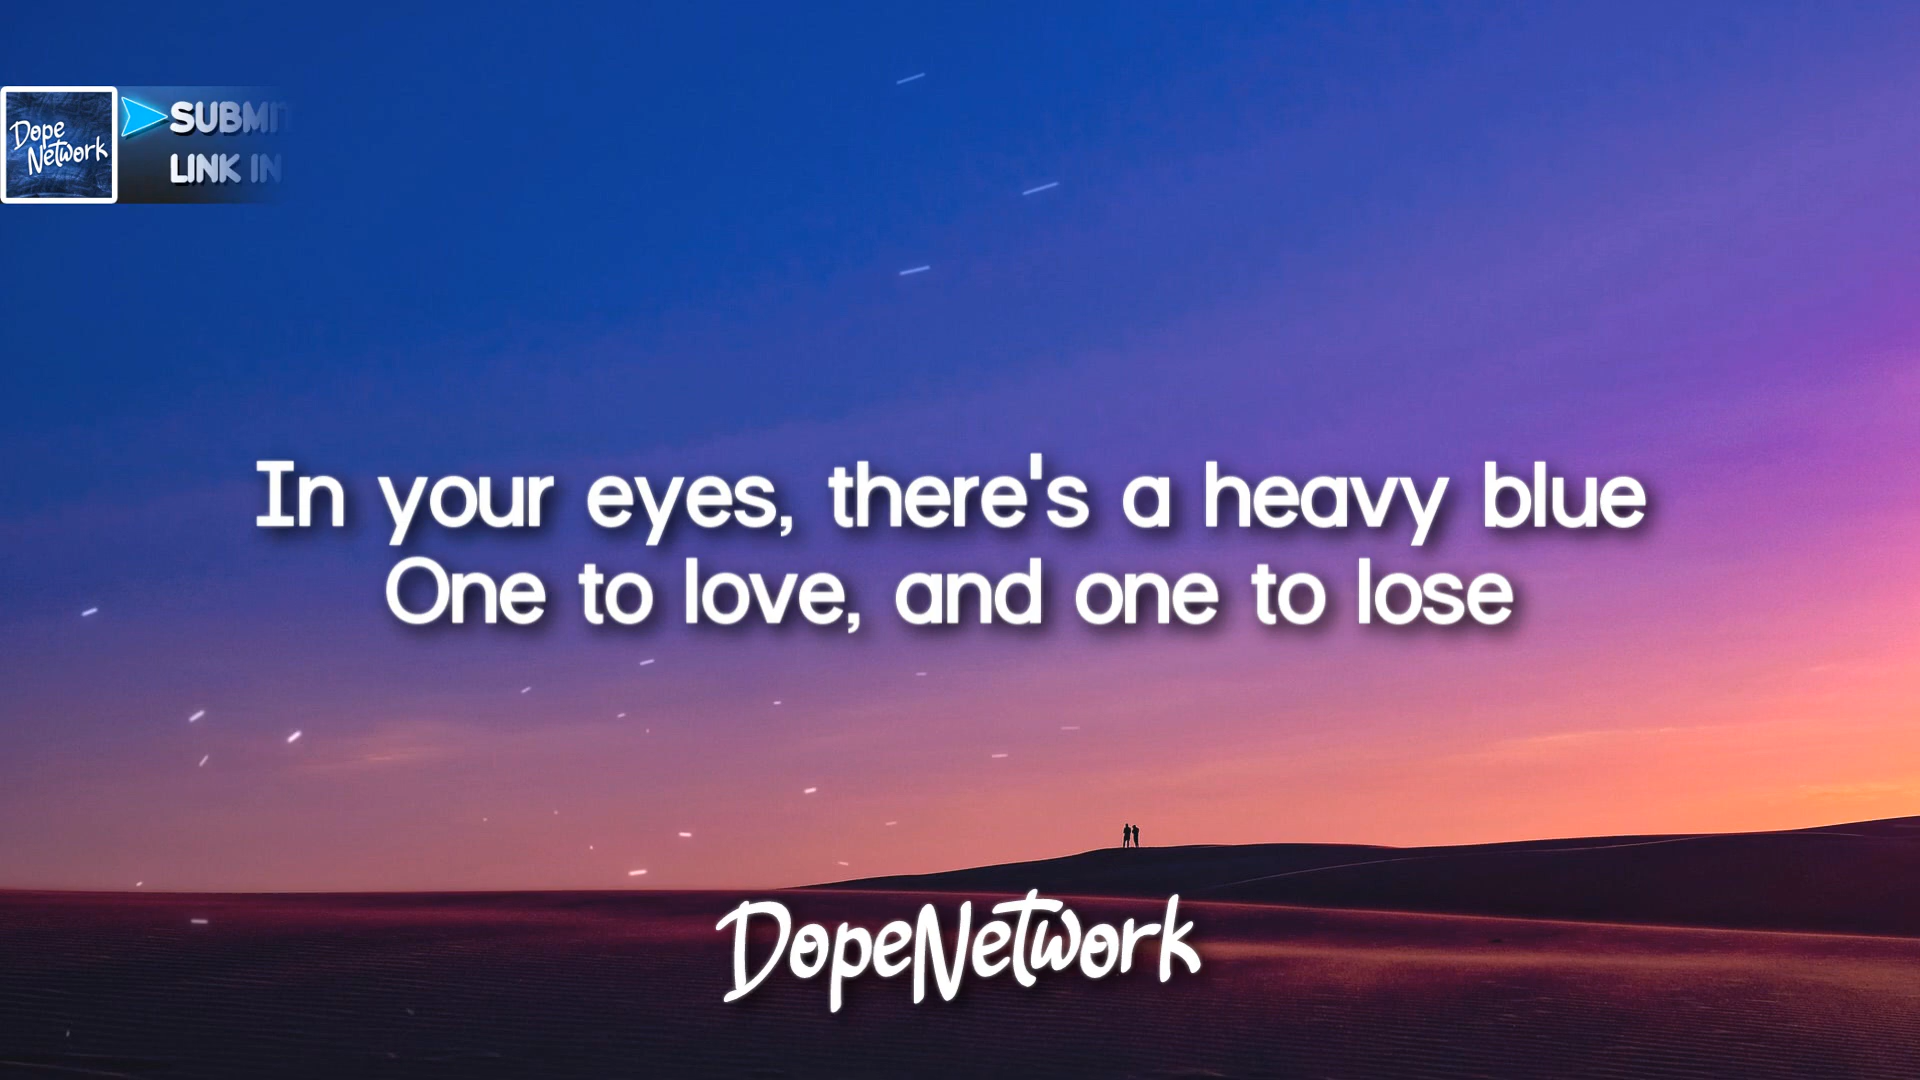 Dope
Network
SUBMIT
LINK IN
In your eyes, there's a heavy blue
One to love, and one to lose
DopeNetwork